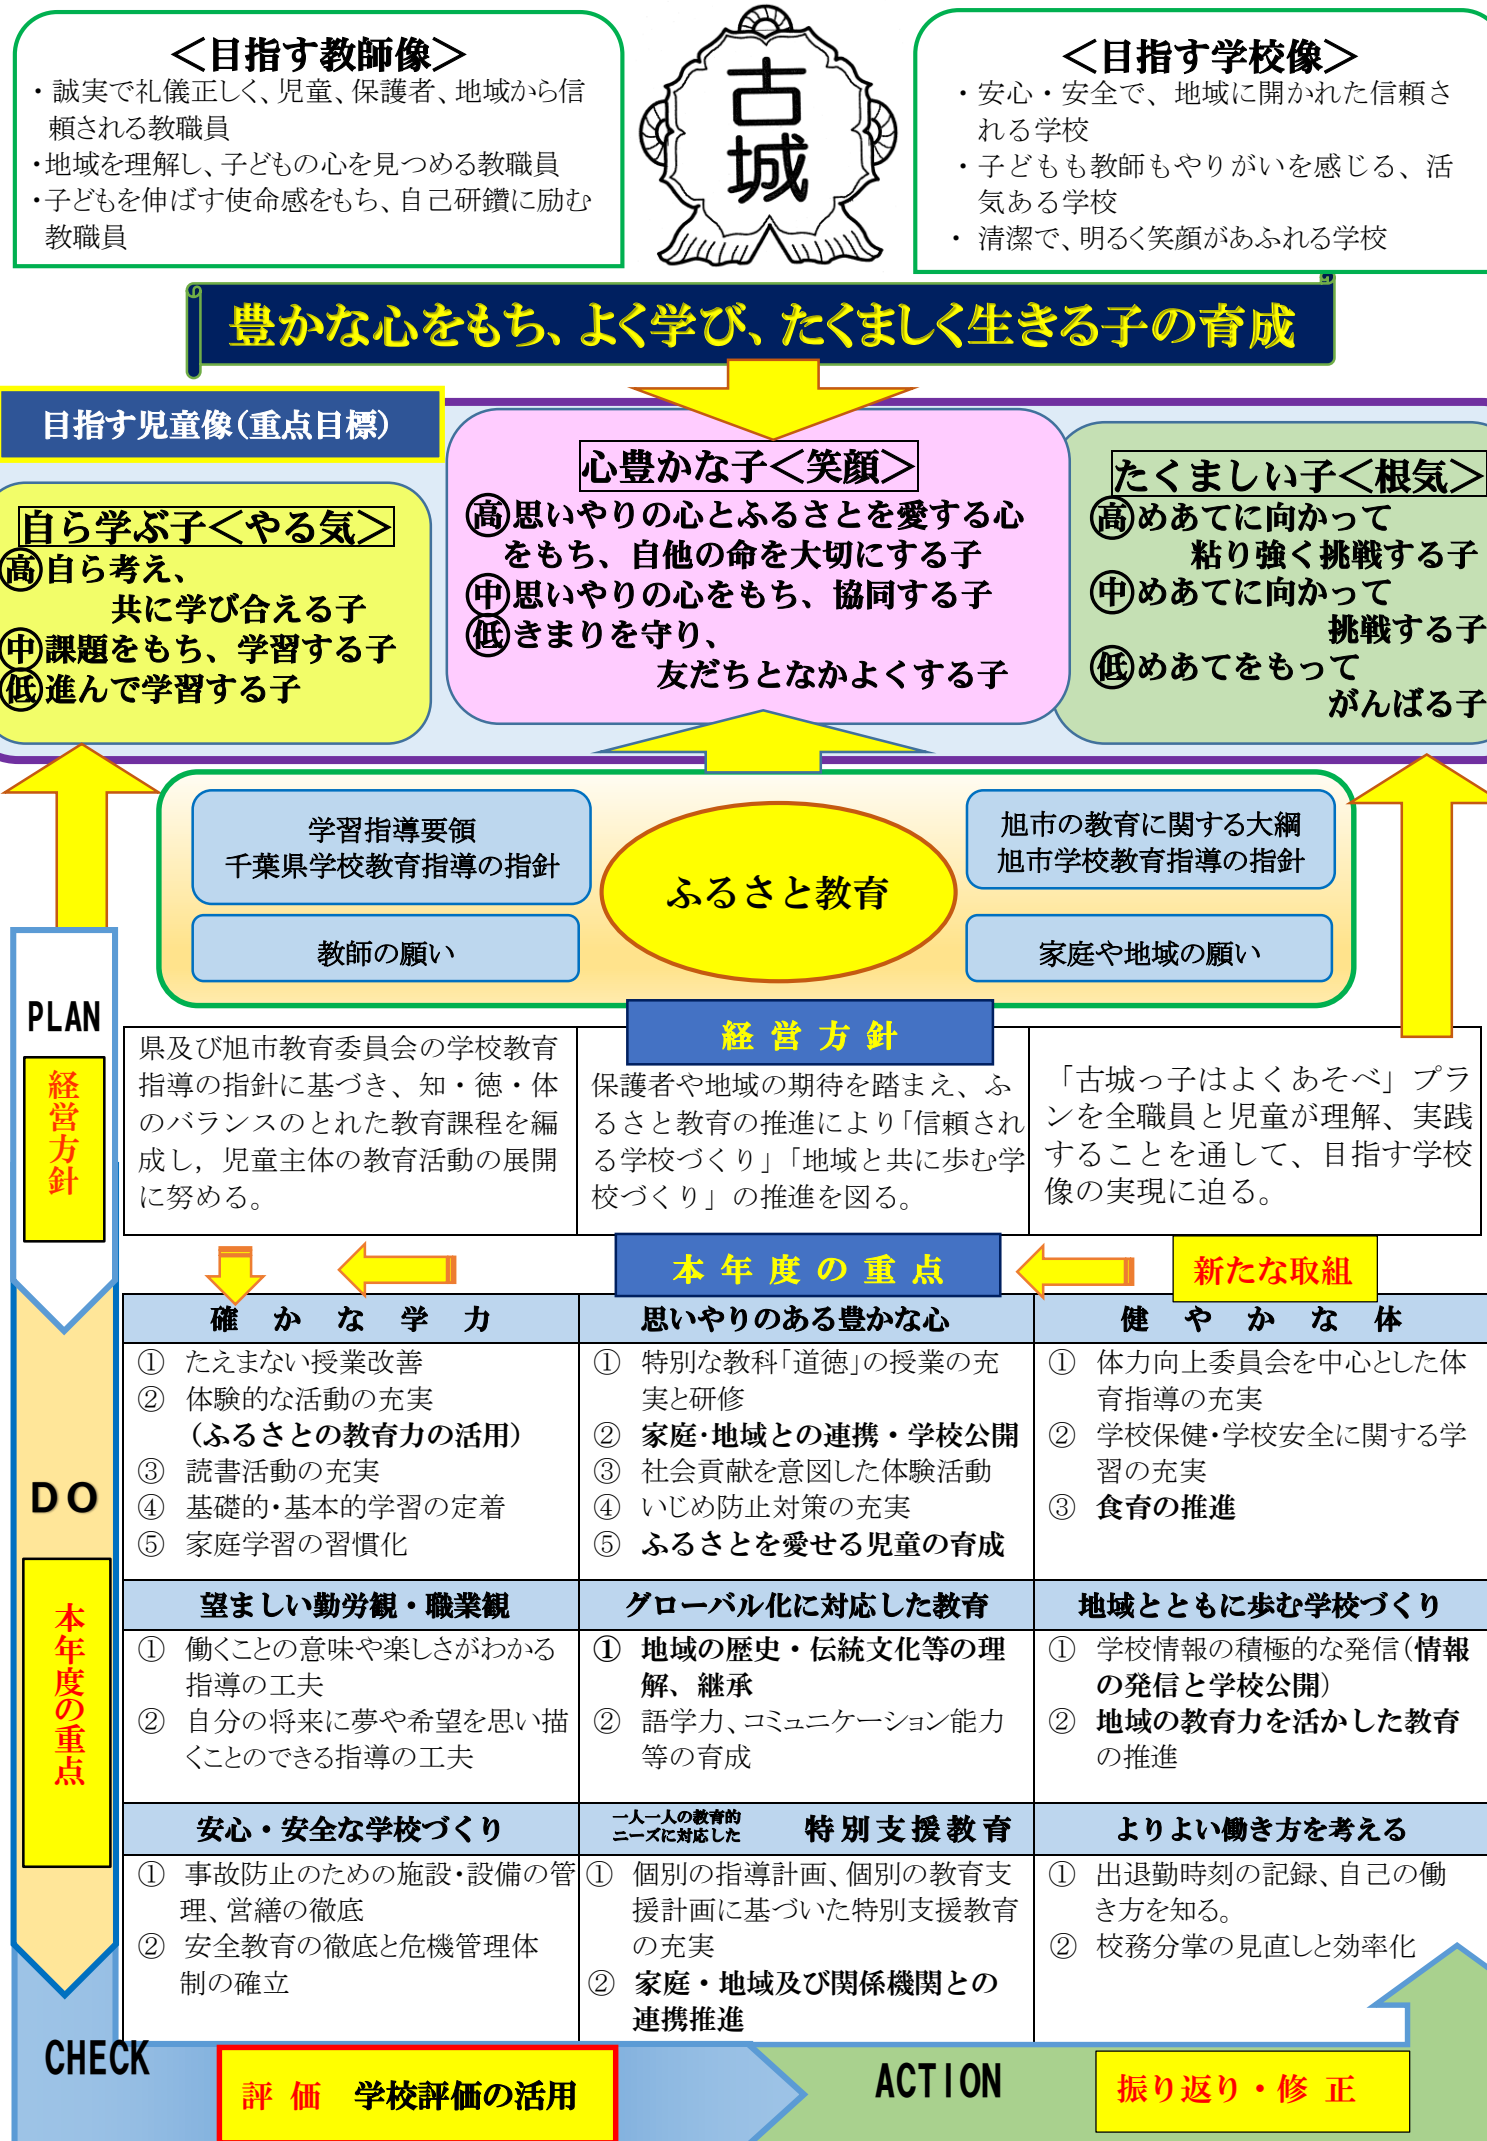 ＜目指す教師像＞
・誠実で礼儀正しく、児童、保護者、地域から信
頼される教職員
・地域を理解し、子どもの心を見つめる教職員
・子どもを伸ばす使命感をもち、自己研鑽に励む
教職員
古城
＜目指す学校像＞
・安心・安全で、地域に開かれた信頼さ
れる学校
・子どもも教師もやりがいを感じる、活
気ある学校
・ 清潔で、明るく笑顔があふれる学校
豊かな心をもち、よく学び、たくましく生きる子の育成
目指す児童像（重点目標）
自ら学ぶ子＜やる気＞
高自ら考え、
共に学び合える子
中課題をもち、学習する子
低進んで学習する子
心豊かな子＜笑顔＞
高思いやりの心とふるさとを愛する心
をもち、自他の命を大切にする子
中思いやりの心をもち、協同する子
低きまりを守り、
友だちとなかよくする子
たくましい子＜根気＞
高めあてに向かって
粘り強く挑戦する子
中めあてに向かって
挑戦する子
低めあてをもって
がんばる子
学習指導要領
千葉県学校教育指導の指針
教師の願い
ふるさと教育
旭市の教育に関する大綱
旭市学校教育指導の指針
家庭や地域の願い
PLAN
経営方針
経営方針
県及び旭市教育委員会の学校教育
指導の指針に基づき、知・徳・体
のバランスのとれた教育課程を編
成し，児童主体の教育活動の展開
に努める。
保護者や地域の期待を踏まえ、ふ
るさと教育の推進により「信頼され
る学校づくり」「地域と共に歩む学
校づくり」の推進を図る。
「古城っ子はよくあそべ」プラ
ンを全職員と児童が理解、実践
することを通して、目指す学校
像の実現に迫る。
本年度の重点
新たな取組
DO
本年度の重点
確かな学力
① たえまない授業改善
② 体験的な活動の充実
（ふるさとの教育力の活用）
③ 読書活動の充実
④ 基礎的・基本的学習の定着
⑤ 家庭学習の習慣化
思いやりのある豊かな心
① 特別な教科「道徳」の授業の充
実と研修
② 家庭・地域との連携・学校公開
③ 社会貢献を意図した体験活動
④ いじめ防止対策の充実
⑤ ふるさとを愛せる児童の育成
健やかな体
① 体力向上委員会を中心とした体
育指導の充実
② 学校保健・学校安全に関する学
習の充実
③ 食育の推進
望ましい勤労観・職業観
① 働くことの意味や楽しさがわかる
指導の工夫
② 自分の将来に夢や希望を思い描
くことのできる指導の工夫
グローバル化に対応した教育
① 地域の歴史・伝統文化等の理
解、継承
② 語学力、コミュニケーション能力
等の育成
地域とともに歩む学校づくり
① 学校情報の積極的な発信（情報
の発信と学校公開）
② 地域の教育力を活かした教育
の推進
安心・安全な学校づくり
① 事故防止のための施設・設備の管
理、営繕の徹底
② 安全教育の徹底と危機管理体
制の確立
一人一人の教育的
ニーズに対応した 特別支援教育
① 個別の指導計画、個別の教育支
援計画に基づいた特別支援教育
の充実
② 家庭・地域及び関係機関との
連携推進
よりよい働き方を考える
① 出退勤時刻の記録、自己の働
き方を知る。
② 校務分掌の見直しと効率化
CHECK
評価 学校評価の活用
ACTION
振り返り・修正